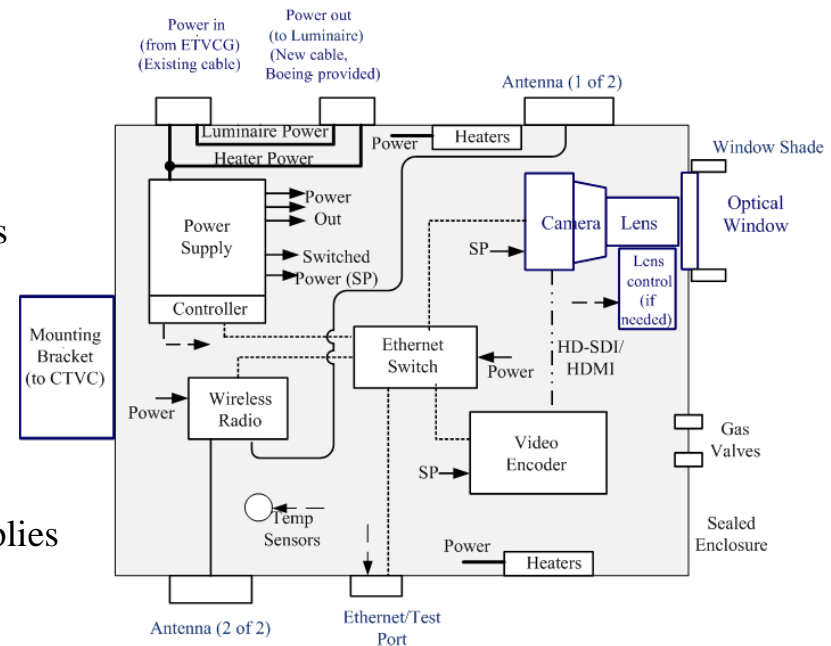 Power in
(from ETVCG)
(Existing cable)
Power out
(to Luminaire)
(New cable,
Boeing provided)
Antenna (1 of 2)
Luminaire Power
Heater Power
Power
Heaters
Window Shade
Optical
Window
Power
Supply
Power
Out
Switched
Power (SP)
Controller
Camera
Lens
SP
Lens
control
(if
needed)
s
Mounting
Bracket
(to CTVC)
Ethernet
Switch
Power
HD-SDI/
HDMI
Power
Wireless
Radio
Video
Encoder
SP
Gas
Valves
Temp
Sensors
plies
Power
Heaters
Sealed
Enclosure
Antenna (2 of 2)
Ethernet/Test
Port